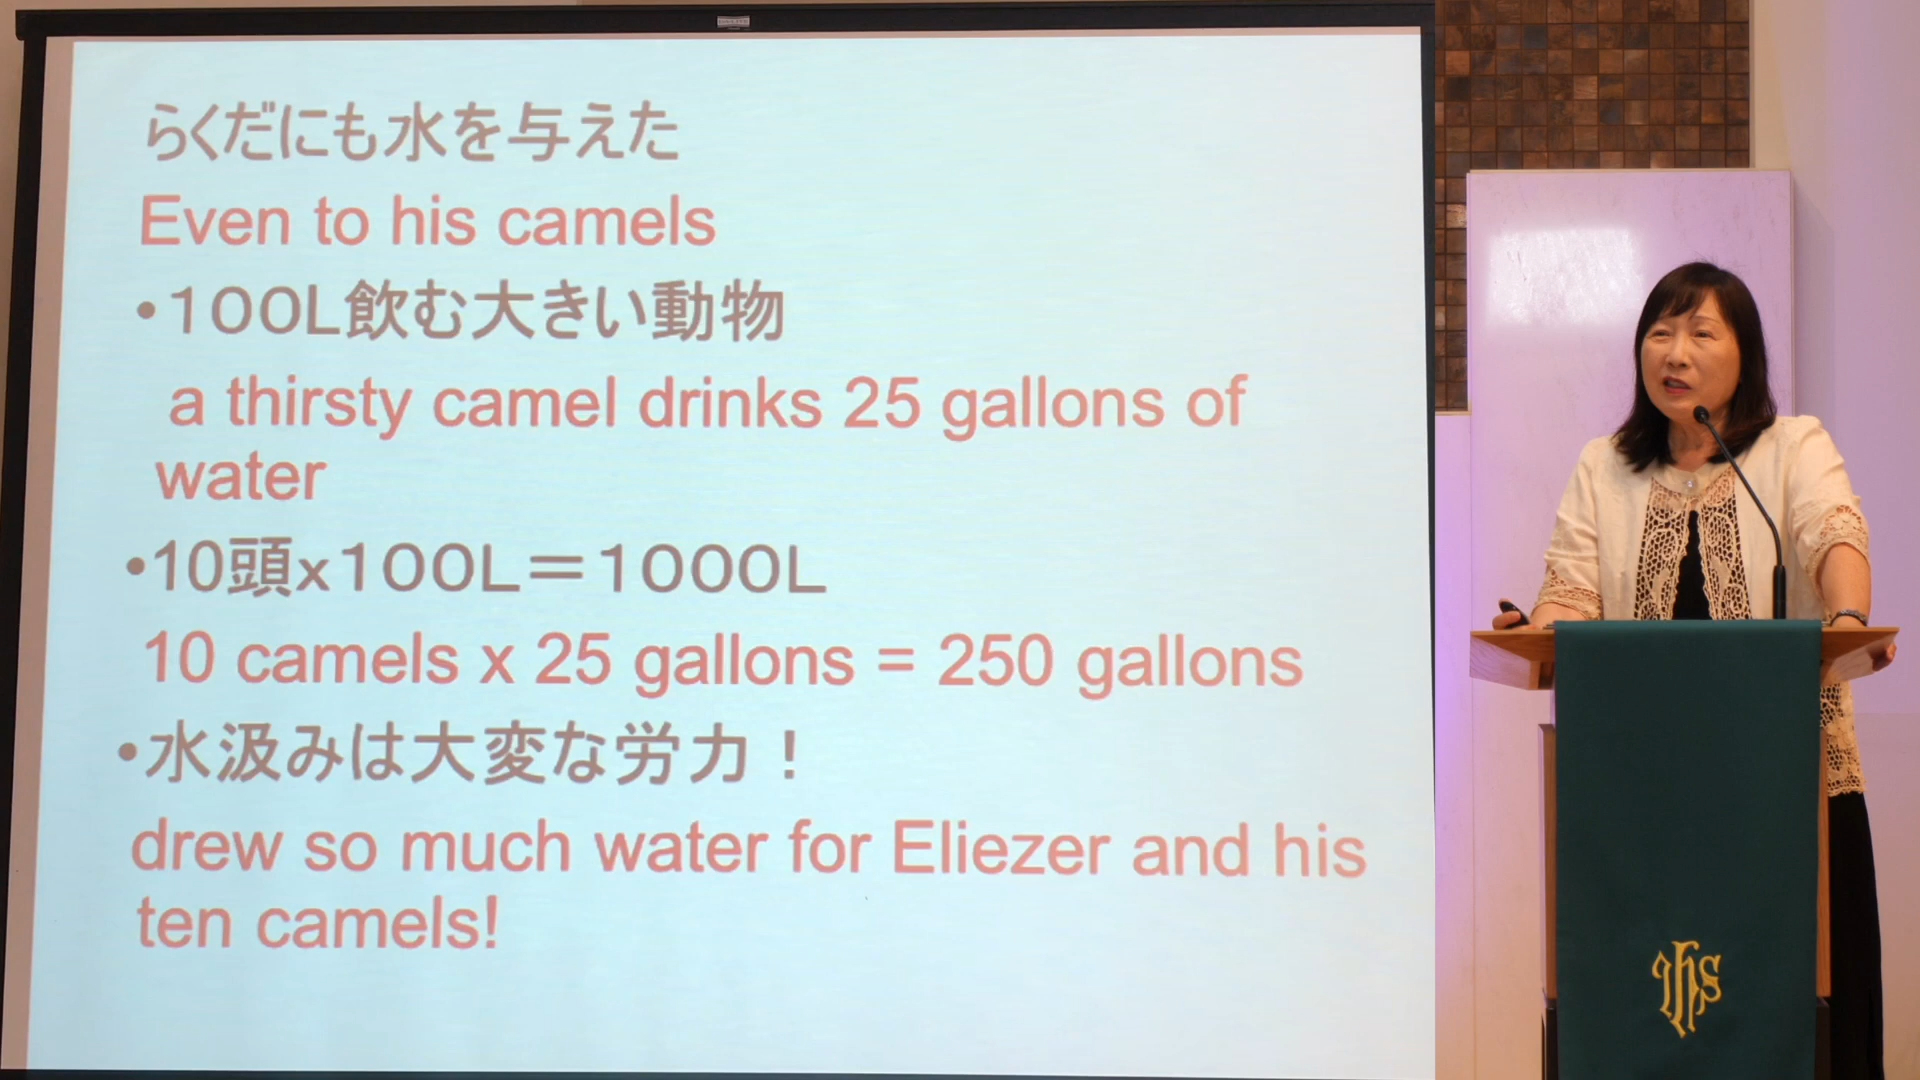 らくだにも水を与えた
Even to his camels
•１００L飲む大きい動物
a thirsty camel drinks 25 gallons of
water
•10頭x１００L＝１０００L
10 camels x 25 gallons = 250 gallons
•水汲みは大変な労力！
drew so much water for Eliezer and his
ten camels!
IHS